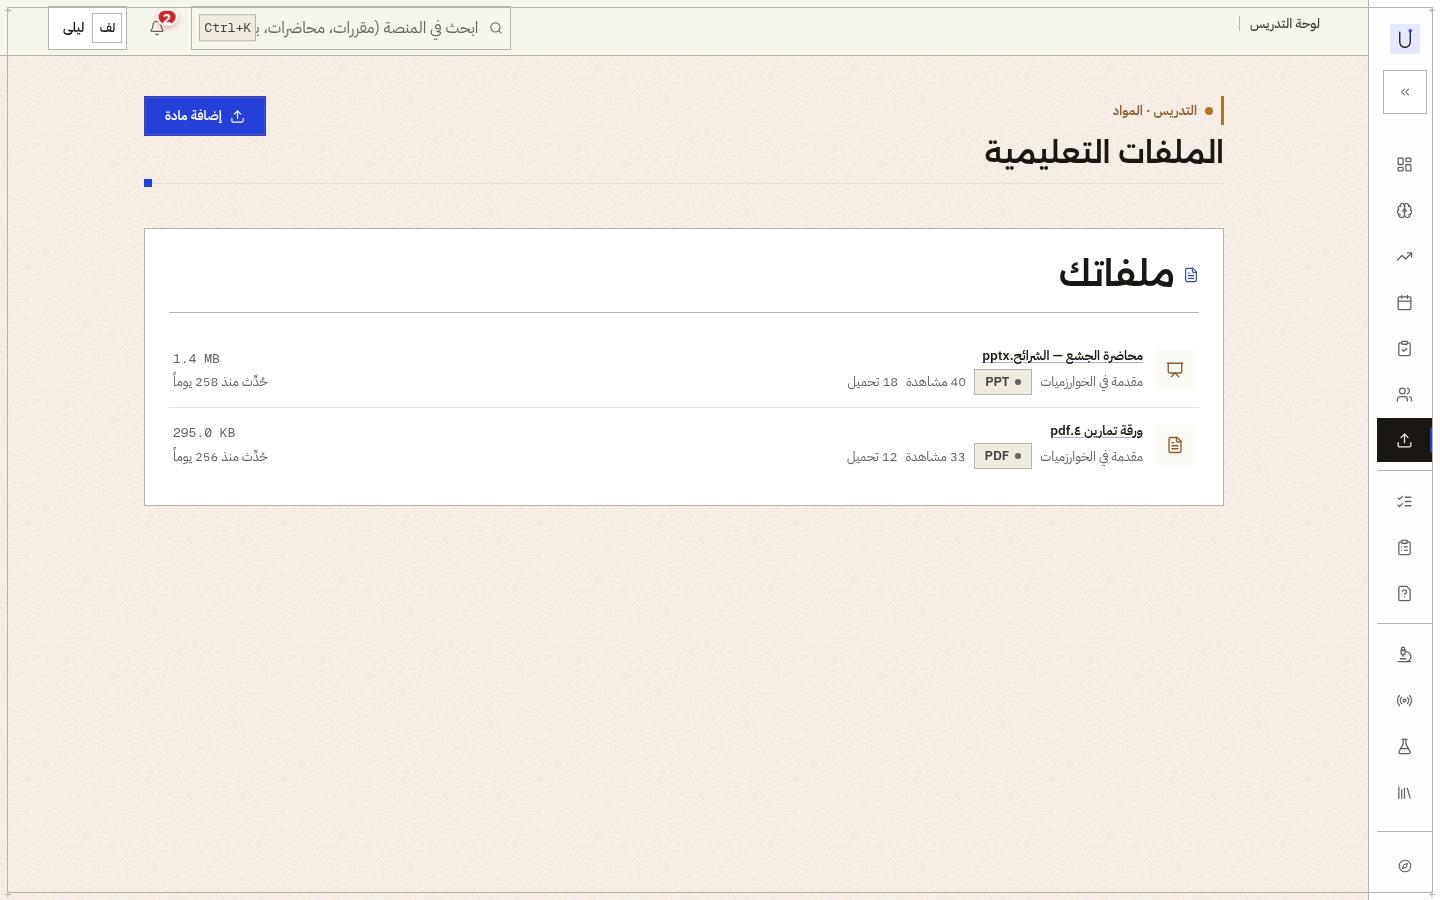 لوحة التدريس
ابحث في المنصة (مقررات، محاضرات، ب
Ctrl+K
2
لف
ليلى
التدريس · المواد
الملفات التعليمية
إضافة مادة
ملفاتك
محاضرة الجشع — الشرائح.pptx
1.4 MB
مقدمة في الخوارزميات PPT 40 مشاهدة 18 تحميل
حُدِّث منذ 258 يوماً
ورقة تمارين ٤.pdf
295.0 KB
مقدمة في الخوارزميات PDF 33 مشاهدة 12 تحميل
حُدِّث منذ 256 يوماً